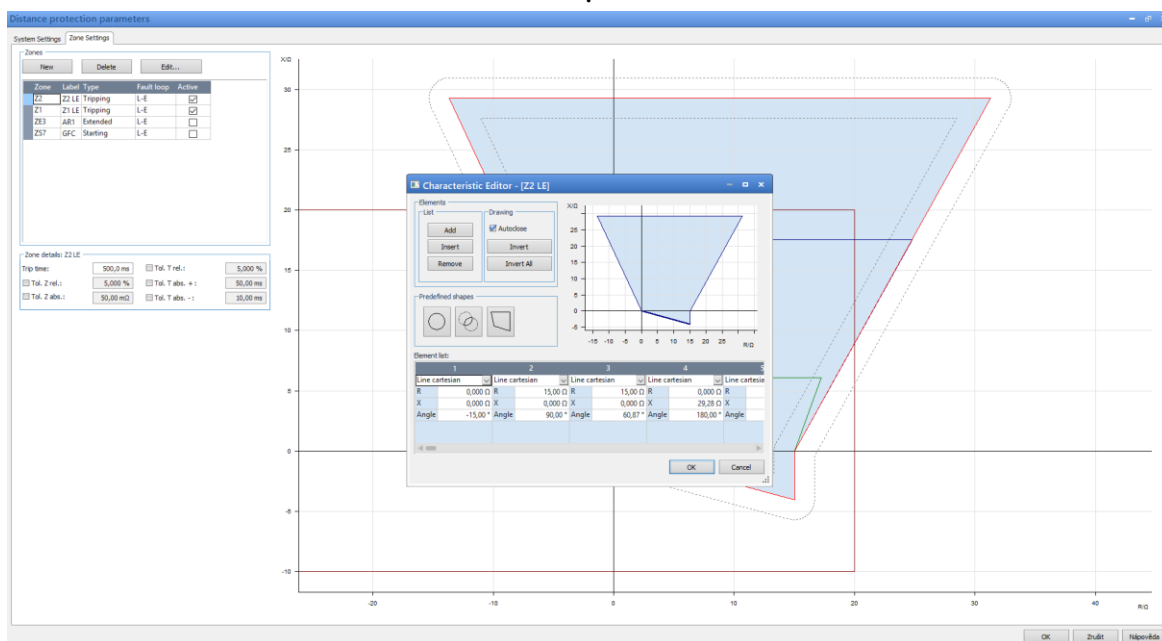 Distance protection parameters
System Settings Zone Settings
Zones
New Delete Edit...
Zone Label Type Fault loop Active
Z2 Z2 LE Tripping L-E
Z1 Z1 LE Tripping L-E
ZE3 AR1 Extended L-E
ZS7 GFC Starting L-E
Zone details: Z2 LE
Trip time: 500,0 ms Tol. T rel.: 5,000 %
Tol. Z rel.: 5,000 % Tol. T abs. + : 50,00 ms
Tol. Z abs.: 50,00 mΩ Tol. T abs. - : 10,00 ms
X/Ω
30
25
20
15
10
5
0
-5
-10
-20 -10 0 10 20 30 40 R/Ω
Characteristic Editor - [Z2 LE]
Elements
List Drawing
Add Autoclose
Insert Invert
Remove Invert All
Predefined shapes
X/Ω
25
20
15
10
5
0
-5
-15 -10 -5 0 5 10 15 20 25 R/Ω
Element list:
1 2 3 4 5
Line cartesian Line cartesian Line cartesian Line cartesian Line cartesia
R 0,000 Ω R 15,00 Ω R 15,00 Ω R 0,000 Ω R
X 0,000 Ω X 0,000 Ω X 0,000 Ω X 29,28 Ω X
Angle -15,00 ° Angle 90,00 ° Angle 60,87 ° Angle 180,00 ° Angle
OK Cancel
OK Zrušit Nápověda